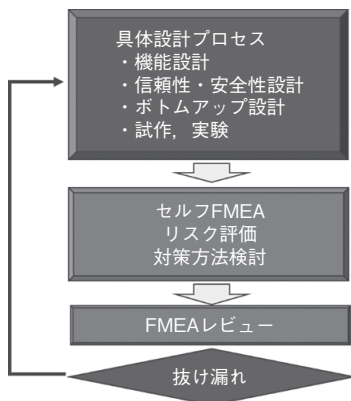 具体設計プロセス
・機能設計
・信頼性・安全性設計
・ボトムアップ設計
・試作，実験
セルフFMEA
リスク評価
対策方法検討
FMEAレビュー
抜け漏れ